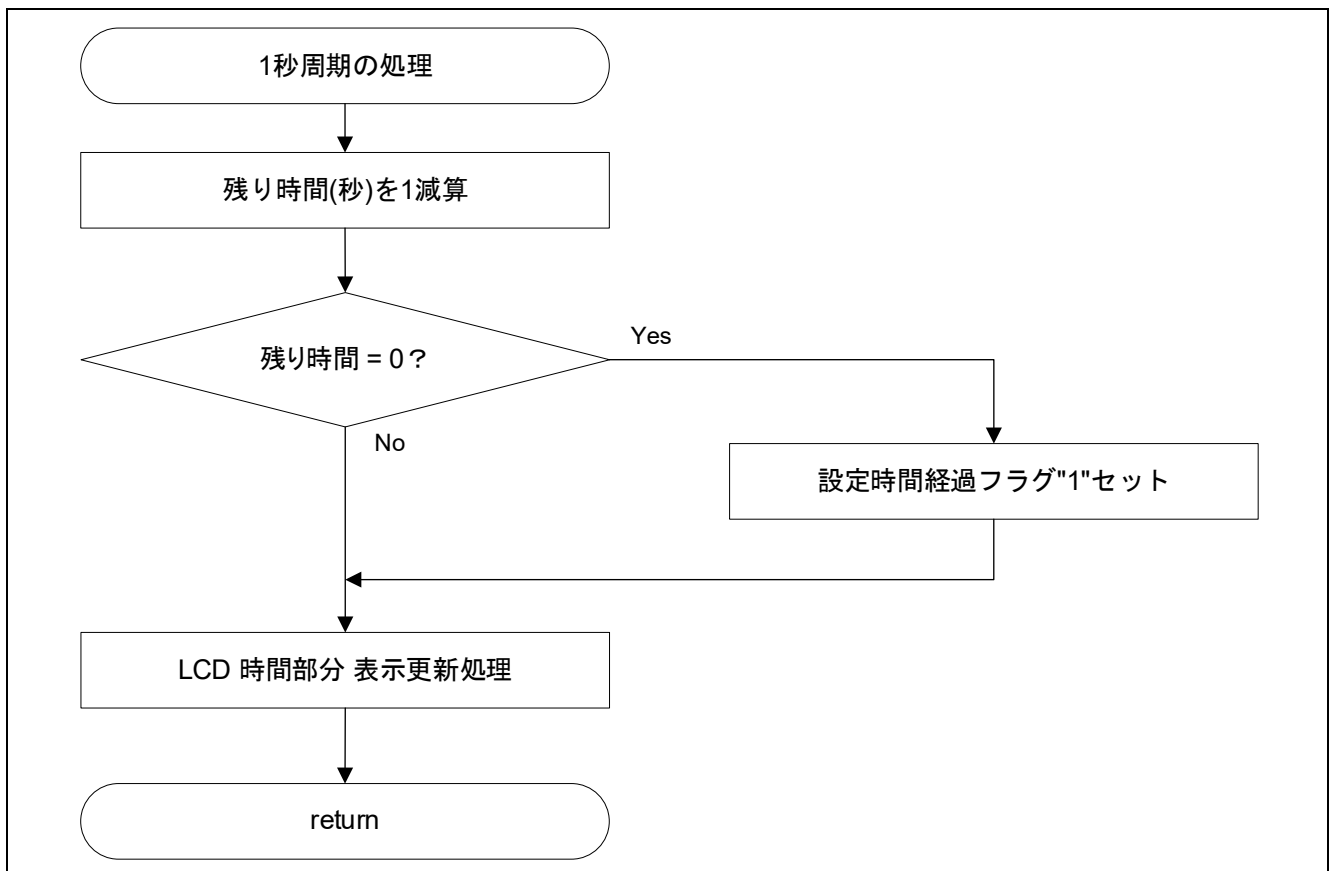 1秒周期の処理
残り時間(秒)を1減算
残り時間 = 0？
Yes
No
設定時間経過フラグ"1"セット
LCD 時間部分 表示更新処理
return